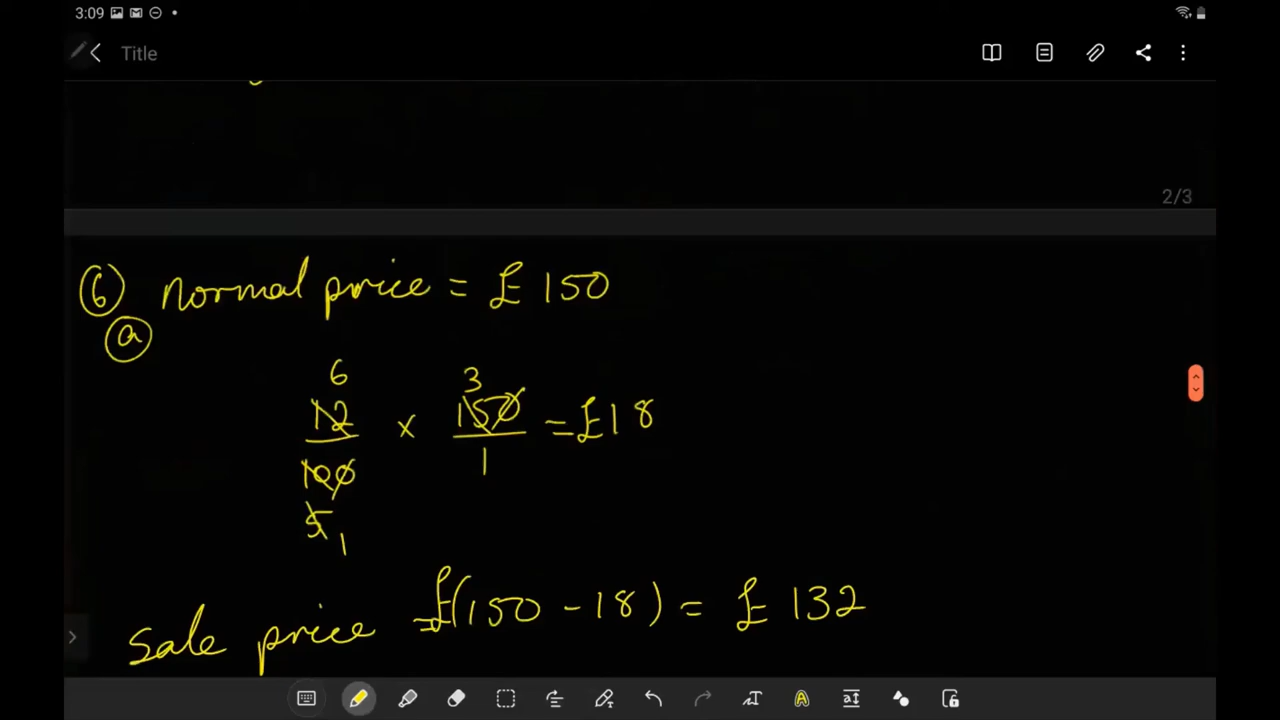 3:09
Title
2/3
6 normal price = £ 150
a
6 3
12 × 150 = £18
100 1
5 1
sale price £(150 - 18) = £ 132
A